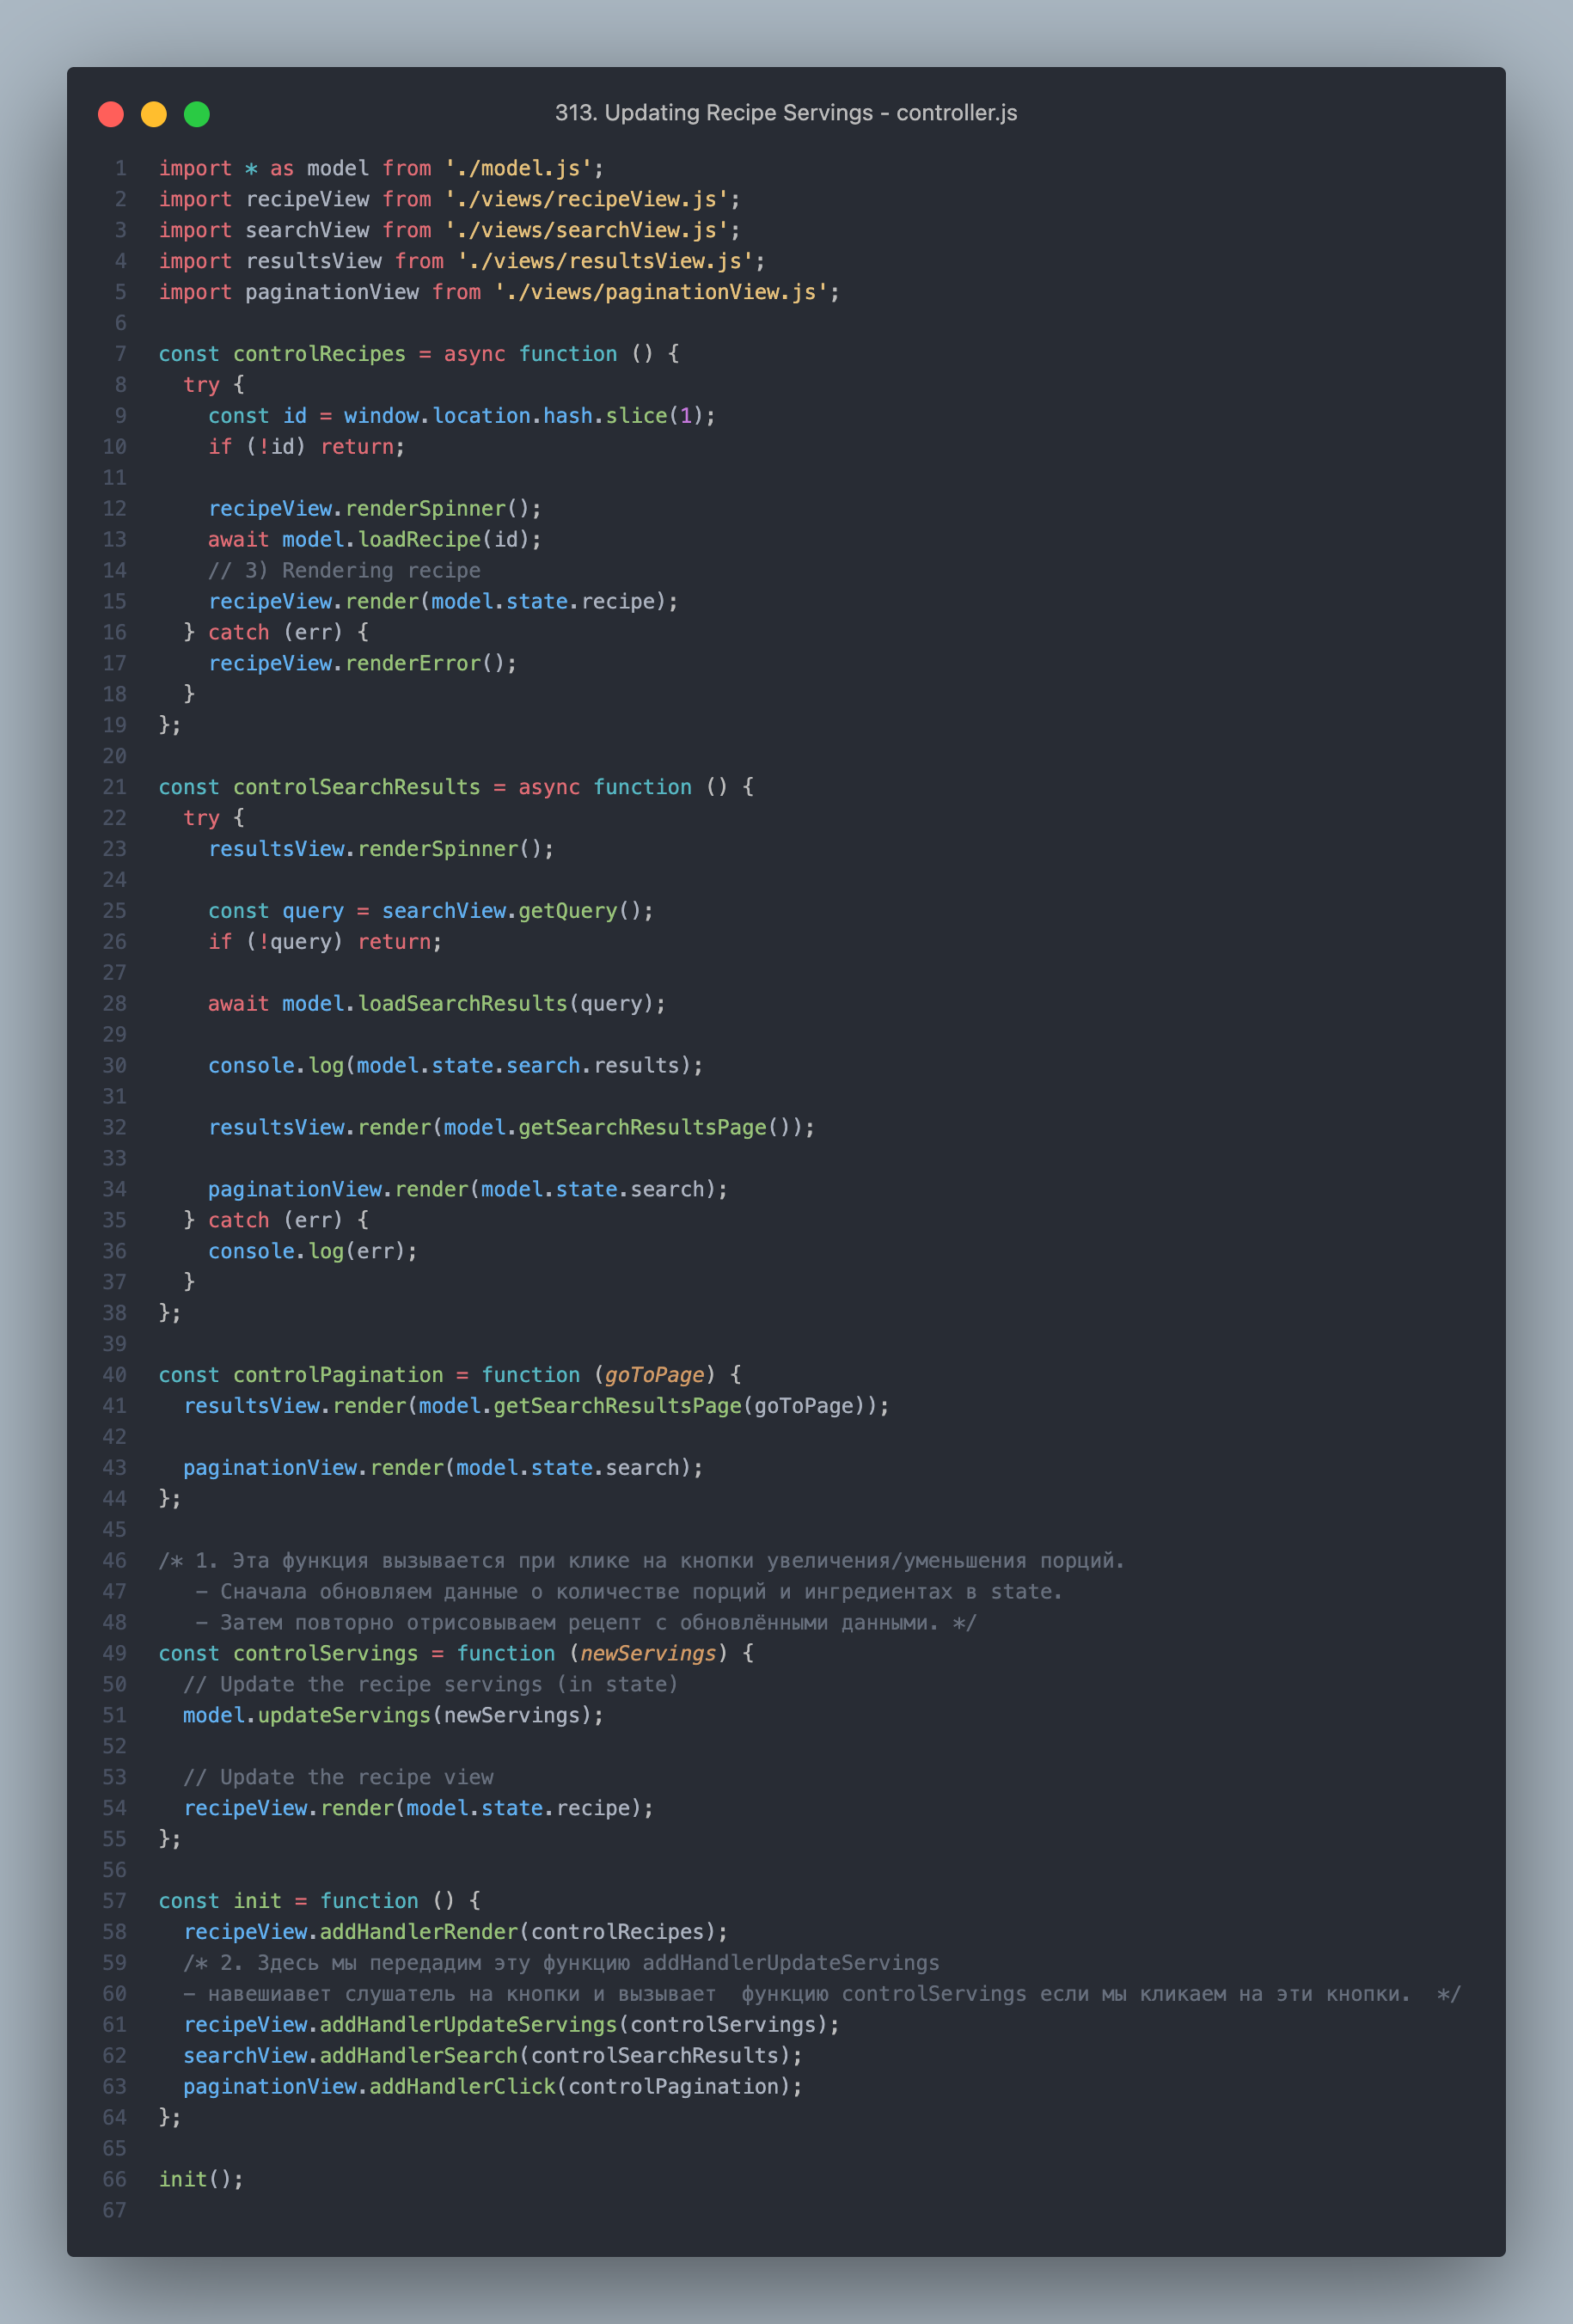 313. Updating Recipe Servings - controller.js
1 import * as model from './model.js';
2 import recipeView from './views/recipeView.js';
3 import searchView from './views/searchView.js';
4 import resultsView from './views/resultsView.js';
5 import paginationView from './views/paginationView.js';
6
7 const controlRecipes = async function () {
8   try {
9     const id = window.location.hash.slice(1);
10     if (!id) return;
11
12     recipeView.renderSpinner();
13     await model.loadRecipe(id);
14     // 3) Rendering recipe
15     recipeView.render(model.state.recipe);
16   } catch (err) {
17     recipeView.renderError();
18   }
19 };
20
21 const controlSearchResults = async function () {
22   try {
23     resultsView.renderSpinner();
24
25     const query = searchView.getQuery();
26     if (!query) return;
27
28     await model.loadSearchResults(query);
29
30     console.log(model.state.search.results);
31
32     resultsView.render(model.getSearchResultsPage());
33
34     paginationView.render(model.state.search);
35   } catch (err) {
36     console.log(err);
37   }
38 };
39
40 const controlPagination = function (goToPage) {
41   resultsView.render(model.getSearchResultsPage(goToPage));
42
43   paginationView.render(model.state.search);
44 };
45
46 /* 1. Эта функция вызывается при клике на кнопки увеличения/уменьшения порций.
47    - Сначала обновляем данные о количестве порций и ингредиентах в state.
48    - Затем повторно отрисовываем рецепт с обновлёнными данными. */
49 const controlServings = function (newServings) {
50   // Update the recipe servings (in state)
51   model.updateServings(newServings);
52
53   // Update the recipe view
54   recipeView.render(model.state.recipe);
55 };
56
57 const init = function () {
58   recipeView.addHandlerRender(controlRecipes);
59   /* 2. Здесь мы передадим эту функцию addHandlerUpdateServings
60   - навешиавет слушатель на кнопки и вызывает  функцию controlServings если мы кликаем на эти кнопки.  */
61   recipeView.addHandlerUpdateServings(controlServings);
62   searchView.addHandlerSearch(controlSearchResults);
63   paginationView.addHandlerClick(controlPagination);
64 };
65
66 init();
67